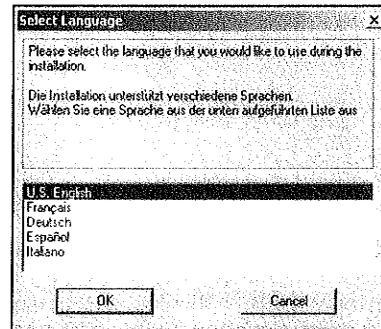 Select Language
Please select the language that you would like to use during the
installation.
Die Installation unterstützt verschiedene Sprachen.
Wählen Sie eine Sprache aus der unten aufgeführten Liste aus
U.S. English
Français
Deutsch
Español
Italiano
OK
Cancel